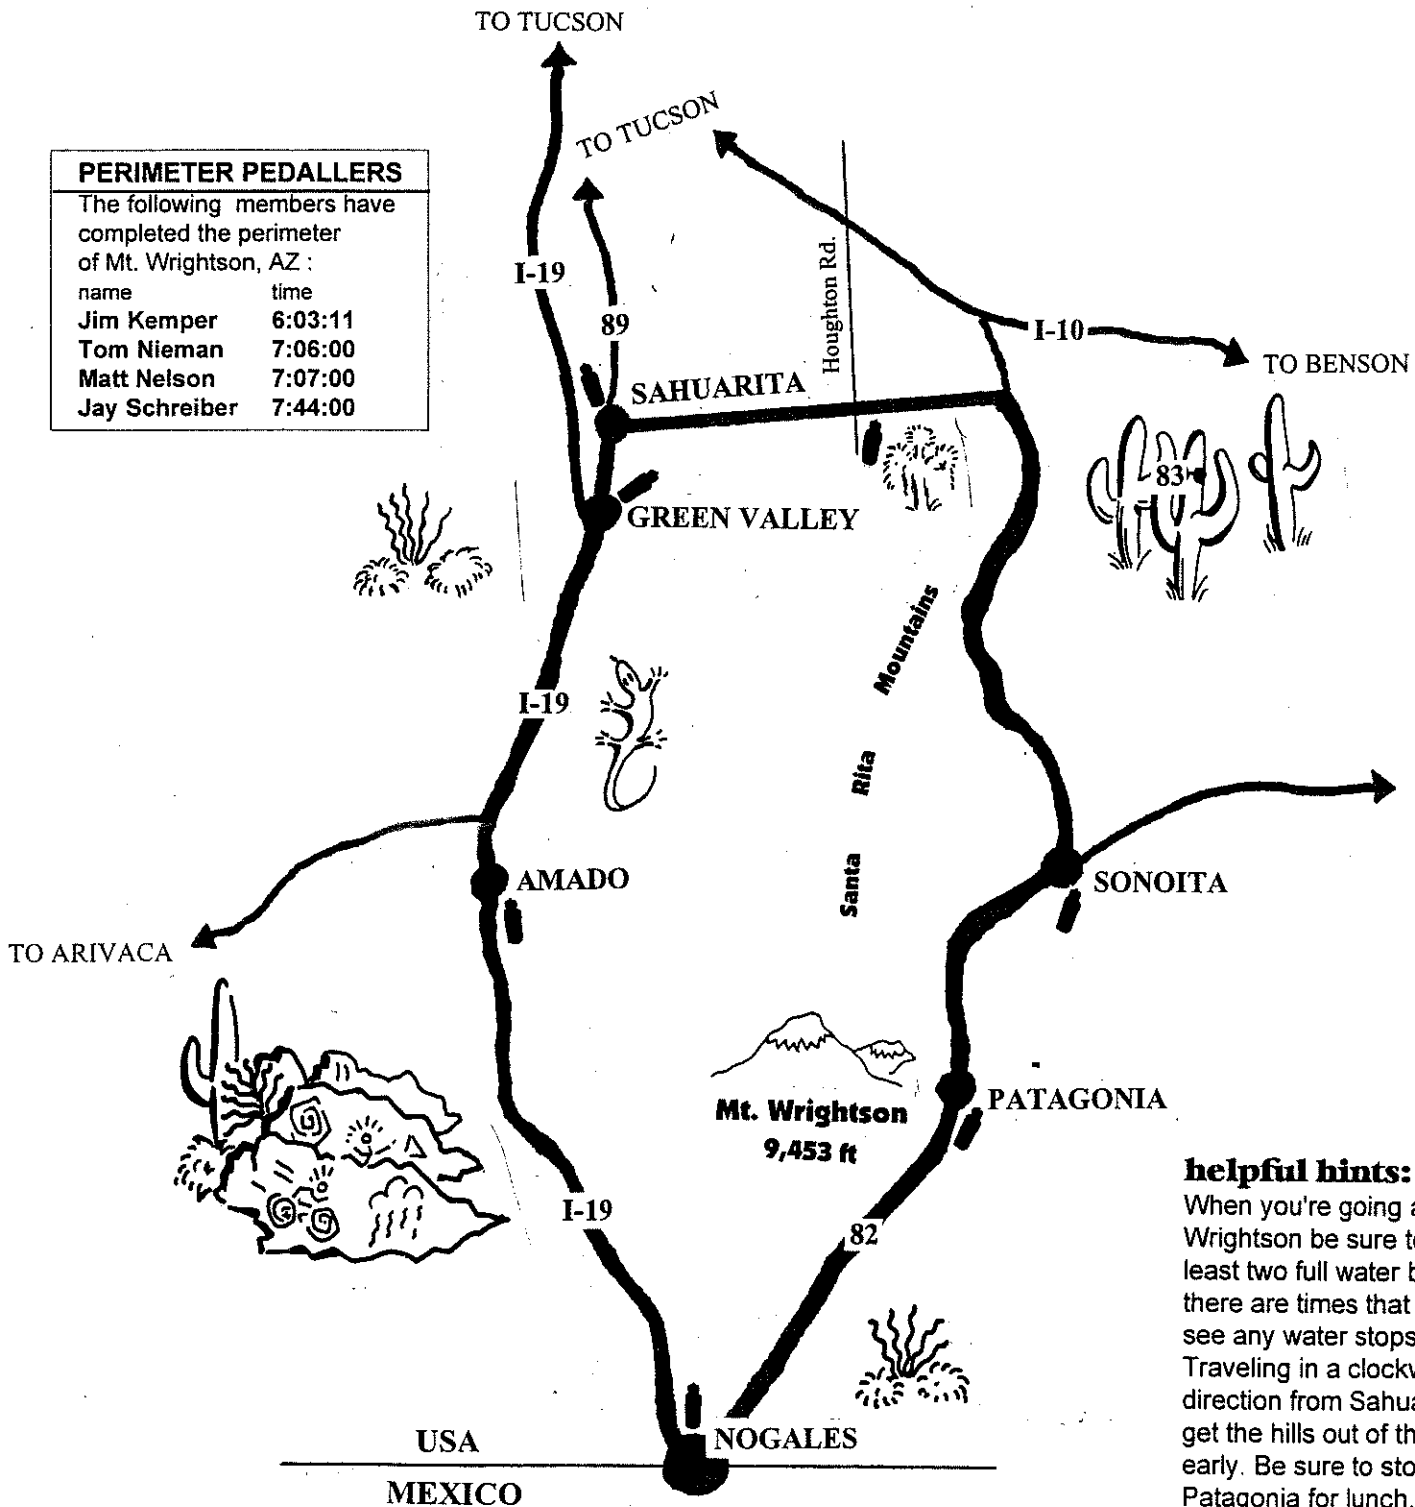 TO TUCSON
TO TUCSON
PERIMETER PEDALLERS
The following members have
completed the perimeter
of Mt. Wrightson, AZ :
name time
Jim Kemper 6:03:11
Tom Nieman 7:06:00
Matt Nelson 7:07:00
Jay Schreiber 7:44:00
I-19
89
Houghton Rd.
I-10
TO BENSON
SAHUARITA
83
GREEN VALLEY
Santa Rita Mountains
I-19
AMADO
SONOITA
TO ARIVACA
Mt. Wrightson
9,453 ft
PATAGONIA
I-19
82
helpful hints:
When you're going
Wrightson be sure
least two full water
there are times that
see any water stops
Traveling in a
direction from
get the hills out of
early. Be sure to
Patagonia for lunch.
NOGALES
USA
MEXICO